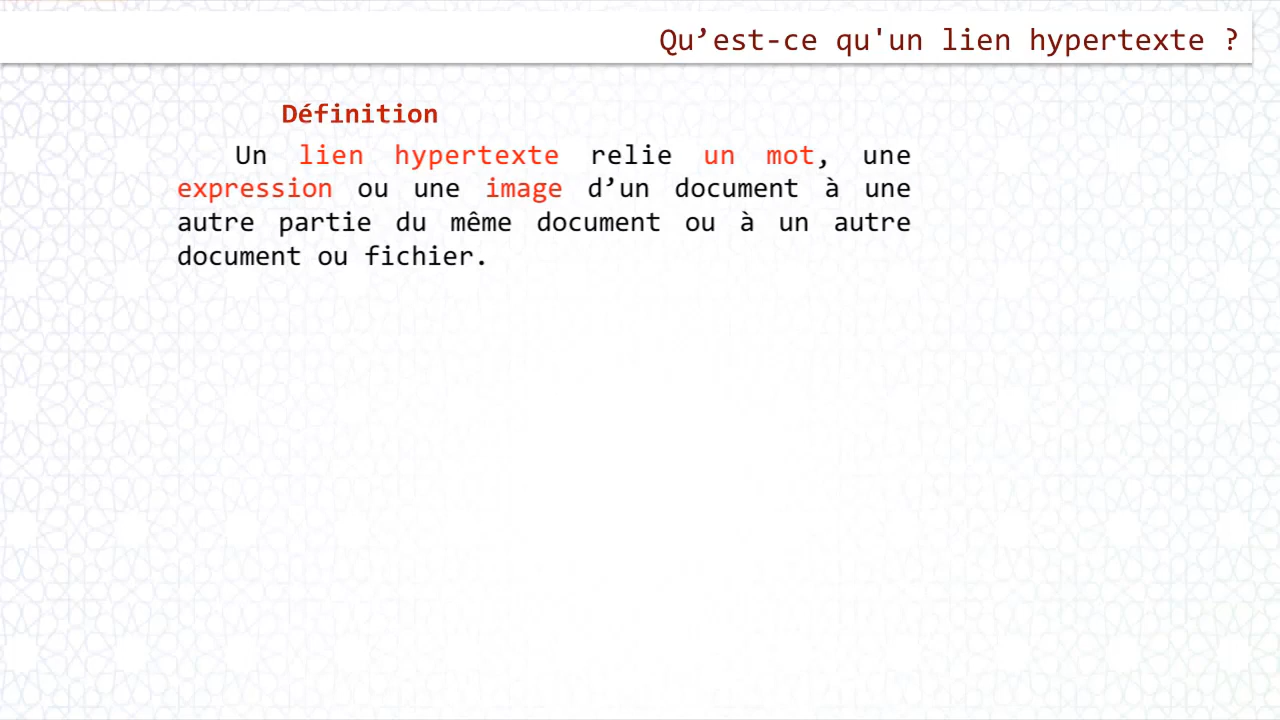 Qu’est-ce qu'un lien hypertexte ?
Définition
Un lien hypertexte relie un mot, une
expression ou une image d’un document à une
autre partie du même document ou à un autre
document ou fichier.